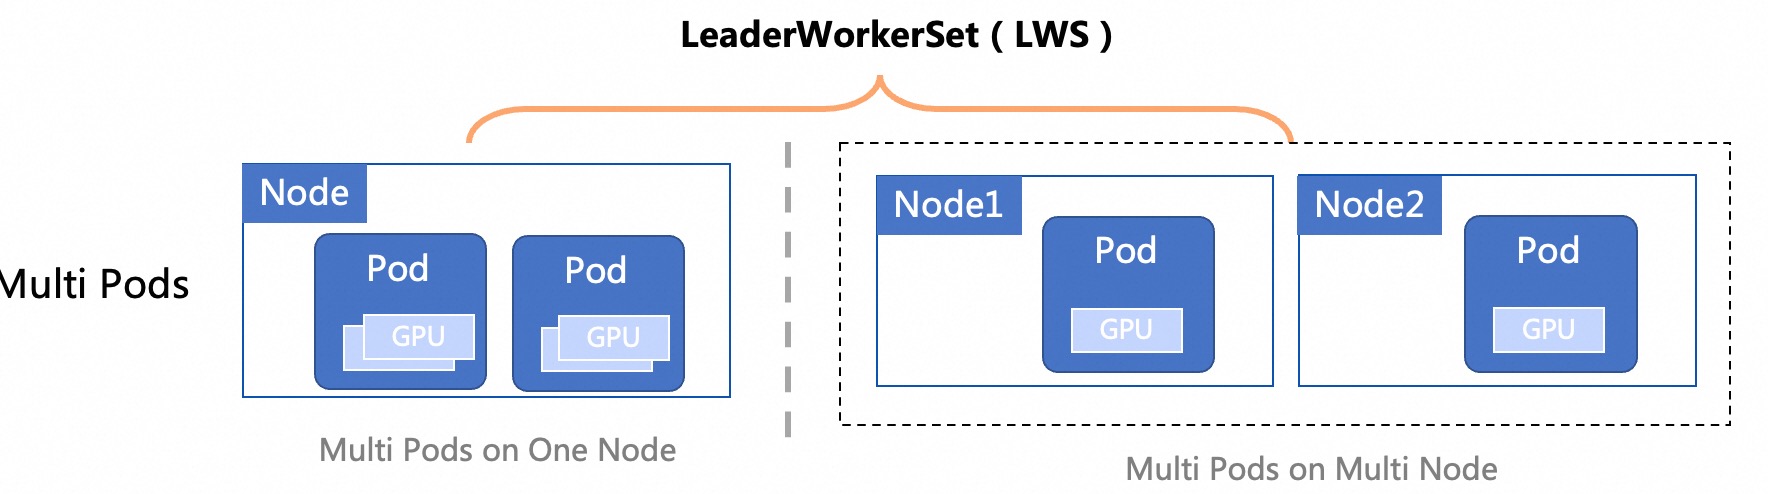 LeaderWorkerSet ( LWS )
Multi Pods
Node
Pod
GPU
Pod
GPU
Multi Pods on One Node
Node1
Pod
GPU
Node2
Pod
GPU
Multi Pods on Multi Node